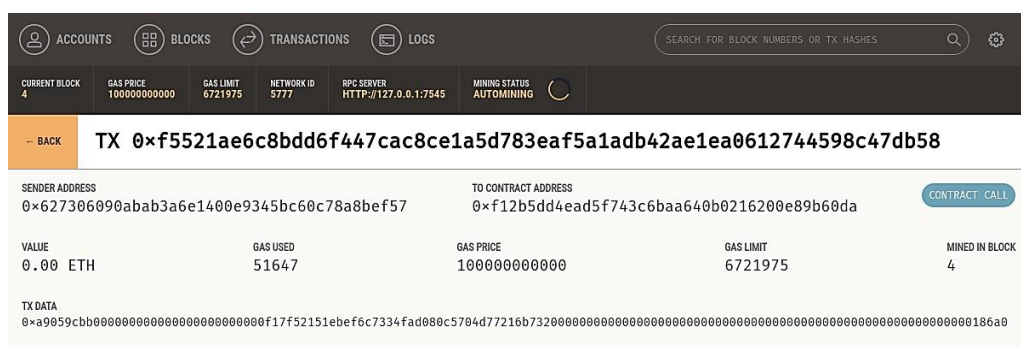 ACCOUNTS BLOCKS TRANSACTIONS LOGS SEARCH FOR BLOCK NUMBERS OR TX HASHES
CURRENT BLOCK GAS PRICE GAS LIMIT NETWORK ID RPC SERVER MINING STATUS
4 100000000000 6721975 5777 HTTP://127.0.0.1:7545 AUTOMINING
← BACK TX 0×f5521ae6c8bdd6f447cac8ce1a5d783eaf5a1adb42ae1ea0612744598c47db58
SENDER ADDRESS TO CONTRACT ADDRESS
0×627306090abab3a6e1400e9345bc60c78a8bef57 0×f12b5dd4ead5f743c6baa640b0216200e89b60da CONTRACT CALL
VALUE GAS USED GAS PRICE GAS LIMIT MINED IN BLOCK
0.00 ETH 51647 100000000000 6721975 4
TX DATA
0×a9059cbb000000000000000000000000f17f52151ebef6c7334fad080c5704d77216b73200000000000000000000000000000000000000000000000000000000000186a0